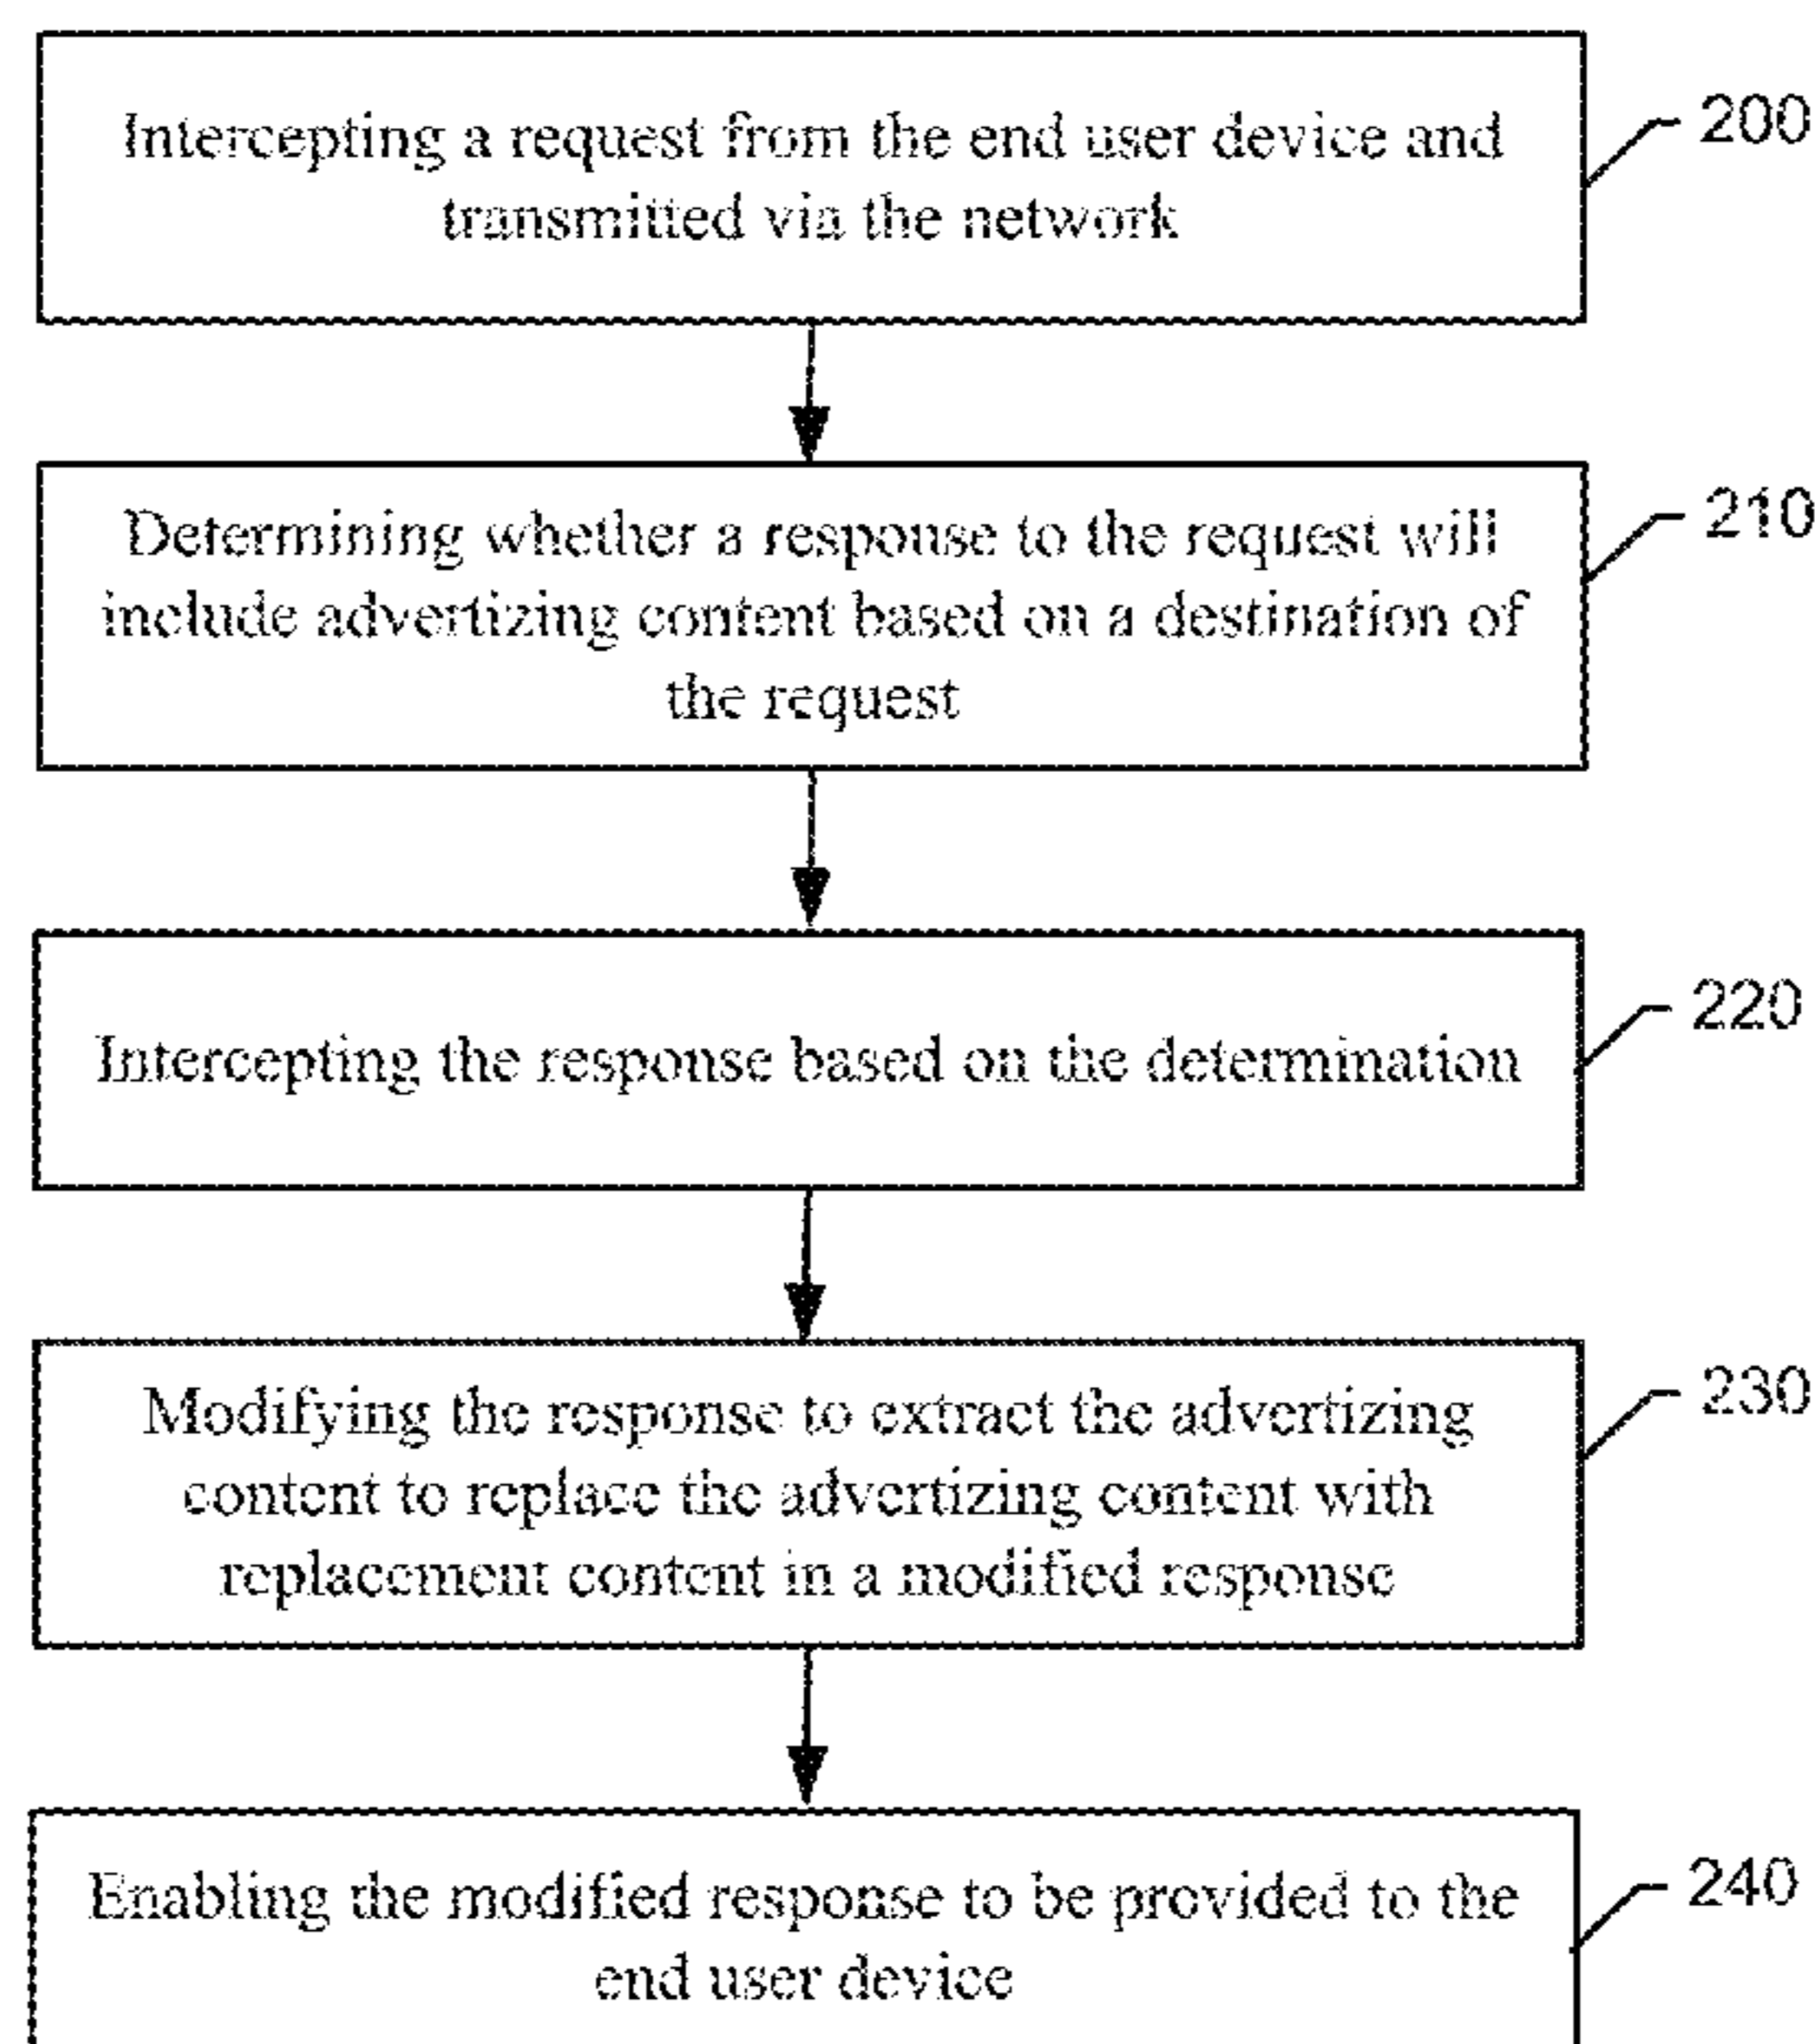 Intercepting a request from the end user device and
transmitted via the network
200
Determining whether a response to the request will
include advertizing content based on a destination of
the request
210
Intercepting the response based on the determination
220
Modifying the response to extract the advertizing
content to replace the advertizing content with
replacement content in a modified response
230
Enabling the modified response to be provided to the
end user device
240